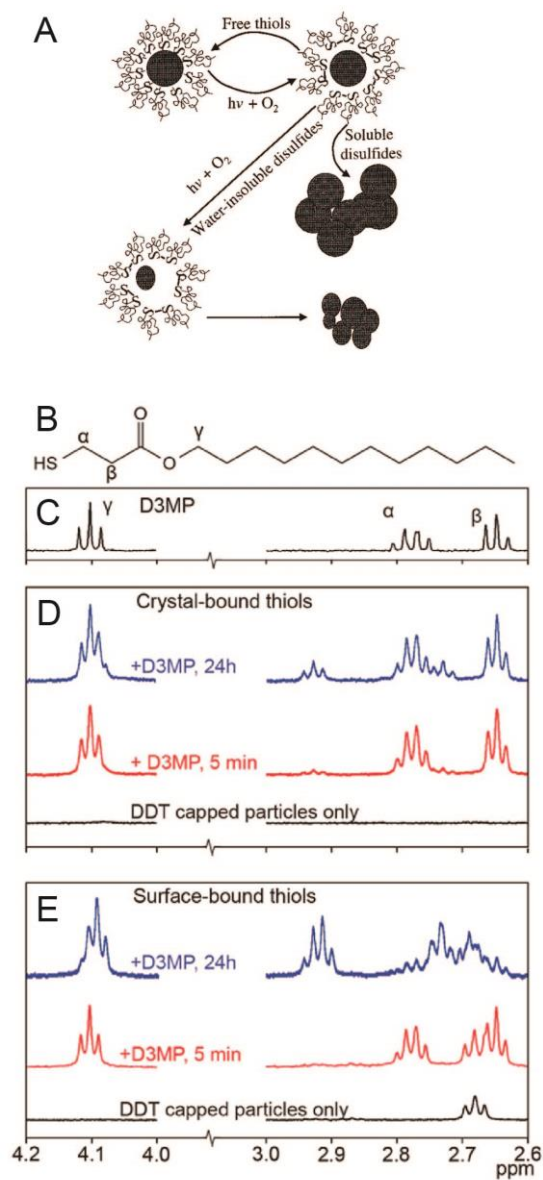 A
Free thiols
hν + O₂
Soluble
disulfides
hν + O₂
Water-insoluble disulfides
S S S S S S
B
HS
α
β
O
O
γ
C
D3MP
γ
α
β
D
Crystal-bound thiols
+D3MP, 24h
+ D3MP, 5 min
DDT capped particles only
E
Surface-bound thiols
+D3MP, 24h
+D3MP, 5 min
DDT capped particles only
4.2 4.1 4.0 3.0 2.9 2.8 2.7 2.6
ppm